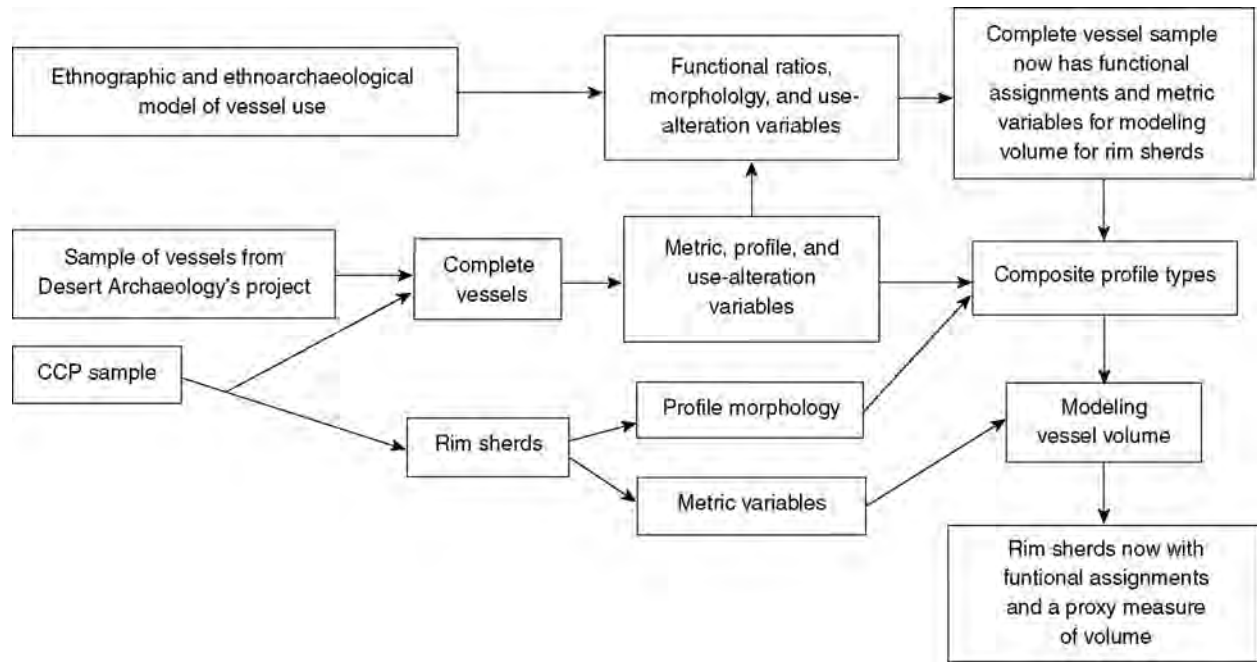 Ethnographic and ethnoarchaeological
model of vessel use
Functional ratios,
morphololgy, and use-
alteration variables
Complete vessel sample
now has functional
assignments and metric
variables for modeling
volume for rim sherds
Sample of vessels from
Desert Archaeology's project
Complete
vessels
Metric, profile, and
use-alteration
variables
Composite profile types
CCP sample
Rim sherds
Profile morphology
Metric variables
Modeling
vessel volume
Rim sherds now with
funtional assignments
and a proxy measure
of volume